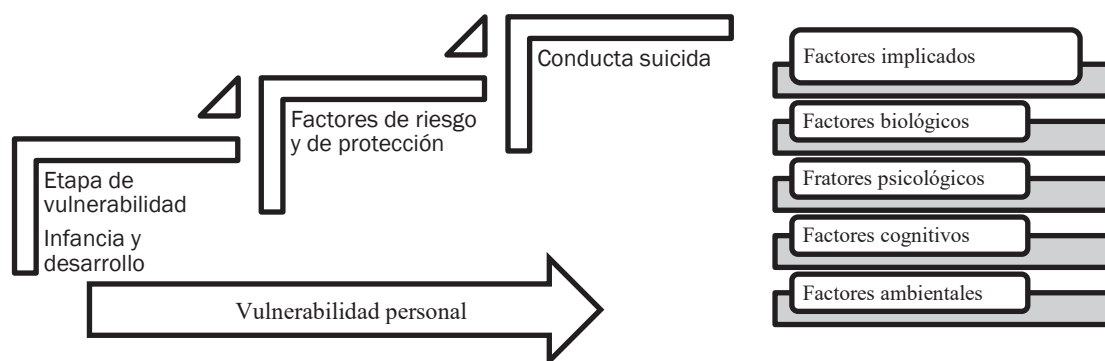 Etapa de
vulnerabilidad
Infancia y
desarrollo
Factores de riesgo
y de protección
Conducta suicida
Vulnerabilidad personal
Factores implicados
Factores biológicos
Fratores psicológicos
Factores cognitivos
Factores ambientales